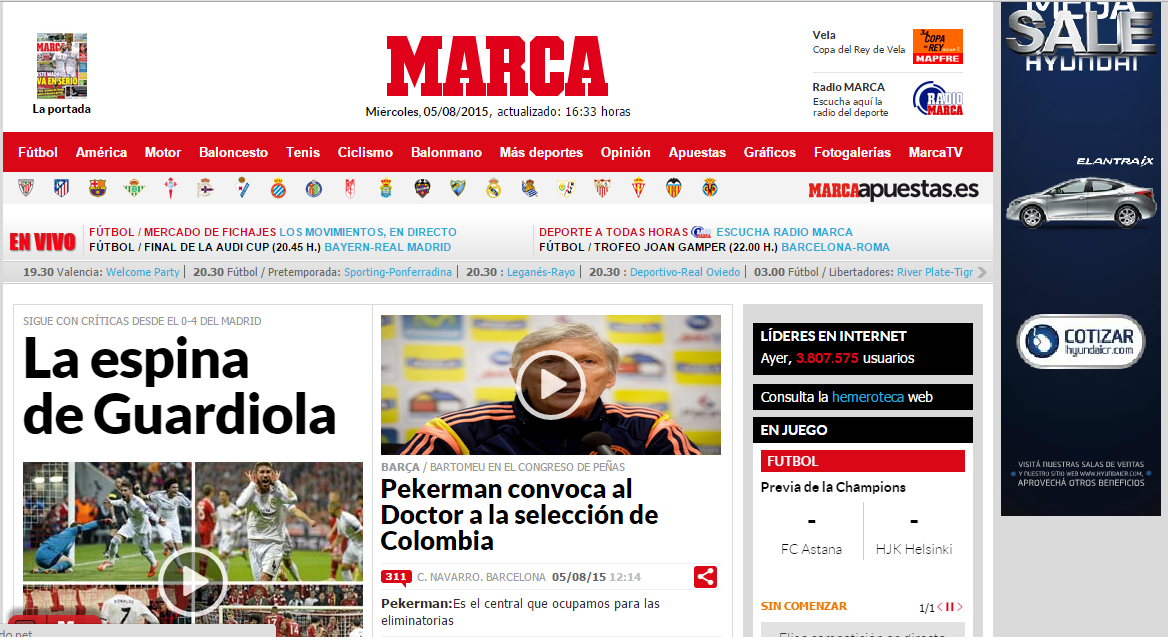 MARCA
ESTE MADRID
VA EN SERIO
La portada
MARCA
Miércoles, 05/08/2015, actualizado: 16:33 horas
Vela
Copa del Rey de Vela
COPA
del REY
MAPFRE
Radio MARCA
Escucha aquí la
radio del deporte
RADIO
MARCA
MEGA
SALE
HYUNDAI
Fútbol América Motor Baloncesto Tenis Ciclismo Balonmano Más deportes Opinión Apuestas Gráficos Fotogalerías MarcaTV
MARCAapuestas.es
ELANTRAix
EN VIVO
FÚTBOL / MERCADO DE FICHAJES LOS MOVIMIENTOS, EN DIRECTO
FÚTBOL / FINAL DE LA AUDI CUP (20.45 H.) BAYERN-REAL MADRID
DEPORTE A TODAS HORAS ESCUCHA RADIO MARCA
FÚTBOL / TROFEO JOAN GAMPER (22.00 H.) BARCELONA-ROMA
19.30 Valencia: Welcome Party | 20.30 Fútbol / Pretemporada: Sporting-Ponferradina | 20.30 : Leganés-Rayo | 20.30 : Deportivo-Real Oviedo | 03.00 Fútbol / Libertadores: River Plate-Tigr
SIGUE CON CRÍTICAS DESDE EL 0-4 DEL MADRID
La espina
de Guardiola
RONALDO
7
BARÇA / BARTOMEU EN EL CONGRESO DE PEÑAS
Pekerman convoca al
Doctor a la selección de
Colombia
311 C. NAVARRO. BARCELONA 05/08/15 12:14
Pekerman:Es el central que ocupamos para las
eliminatorias
LÍDERES EN INTERNET
Ayer, 3.807.575 usuarios
Consulta la hemeroteca web
EN JUEGO
FUTBOL
Previa de la Champions
- -
FC Astana HJK Helsinki
SIN COMENZAR 1/1
Elige competición en directo
COTIZAR
hyundaicr.com
VISITÁ NUESTRAS SALAS DE VENTAS
Y NUESTRO SITIO WEB WWW.HYUNDAICR.COM,
APROVECHÁ OTROS BENEFICIOS
do.net